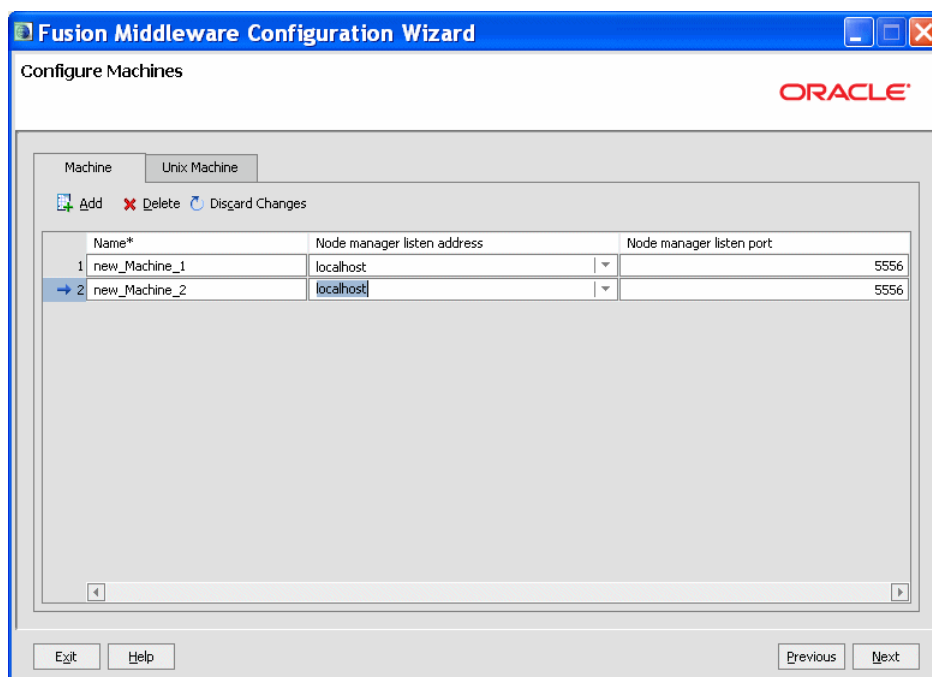 Fusion Middleware Configuration Wizard
Configure Machines
ORACLE
Machine Unix Machine
Add Delete Discard Changes
Name* Node manager listen address Node manager listen port
1 new_Machine_1 localhost 5556
2 new_Machine_2 localhost 5556
Exit Help Previous Next